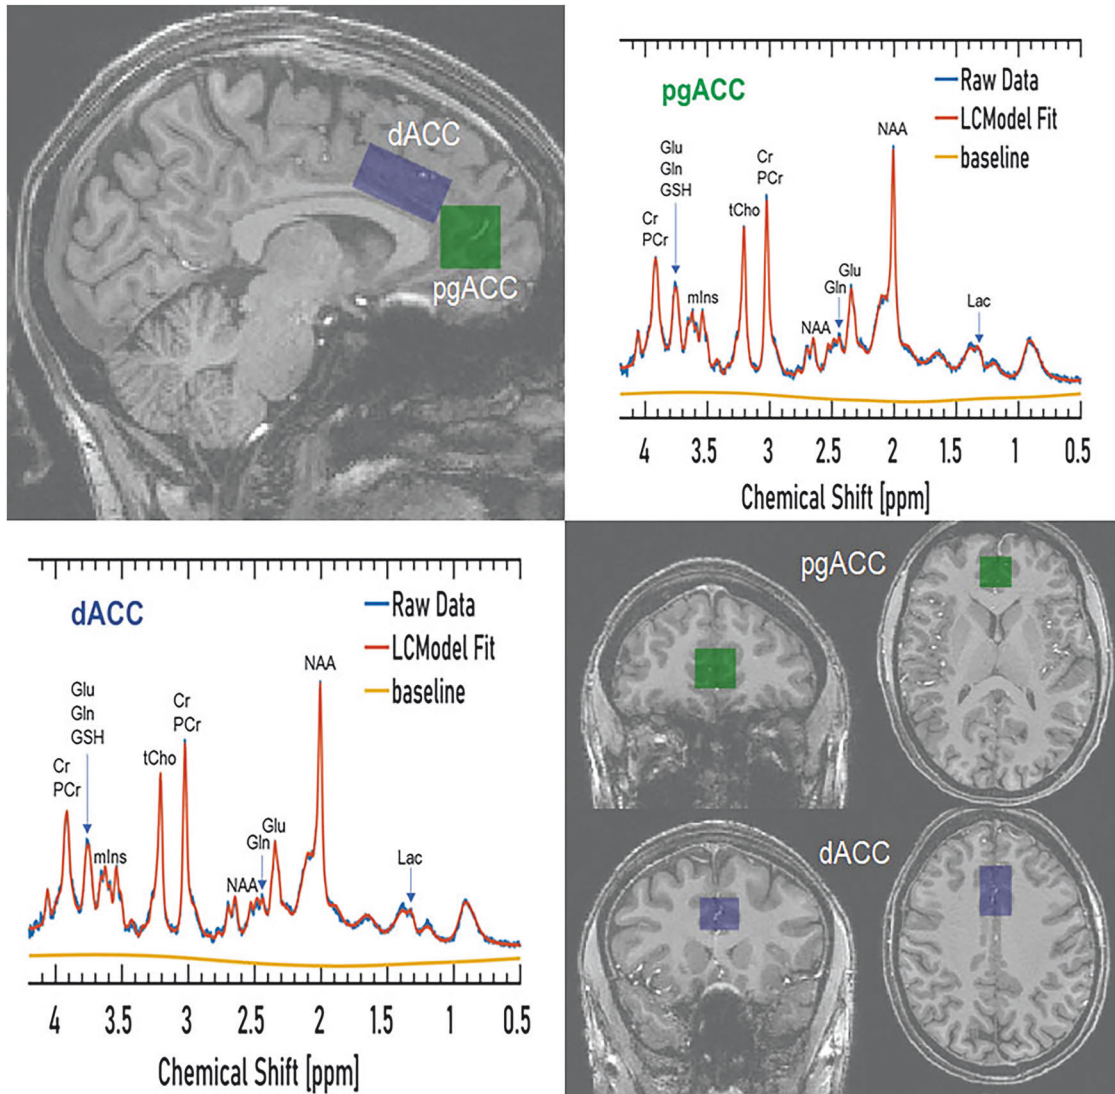 dACC
pgACC
pgACC
Raw Data
LCModel Fit
baseline
NAA
Glu
Gln
GSH
Cr
PCr
Cr
PCr
tCho
mIns
NAA
Gln
Glu
Lac
4 3.5 3 2.5 2 1.5 1 0.5
Chemical Shift [ppm]
dACC
Raw Data
LCModel Fit
baseline
NAA
Glu
Gln
GSH
Cr
PCr
Cr
PCr
tCho
mIns
NAA
Gln
Glu
Lac
4 3.5 3 2.5 2 1.5 1 0.5
Chemical Shift [ppm]
pgACC
dACC